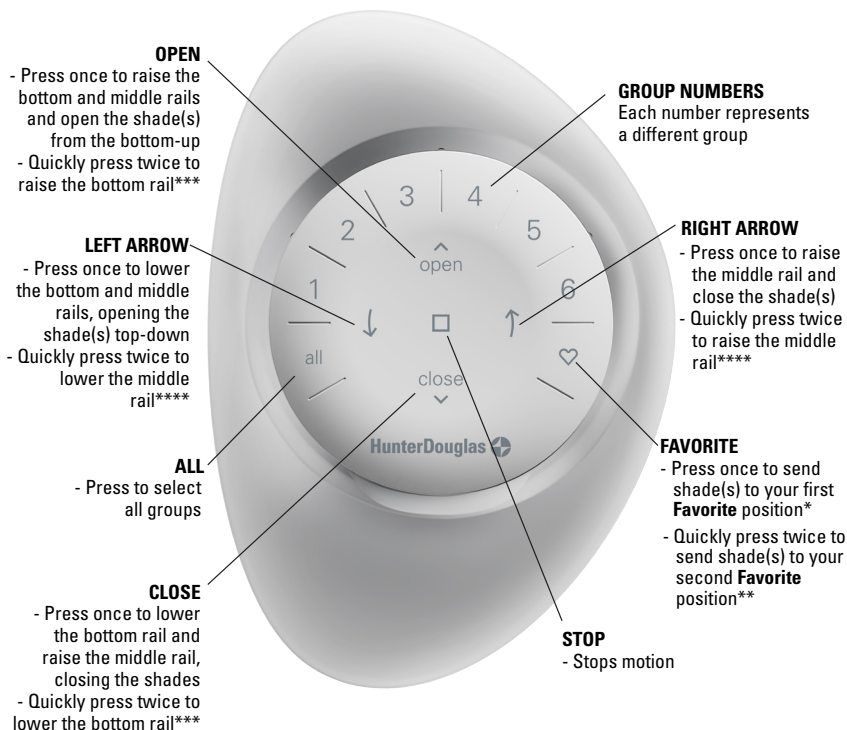 OPEN
- Press once to raise the
bottom and middle rails
and open the shade(s)
from the bottom-up
- Quickly press twice to
raise the bottom rail***
LEFT ARROW
- Press once to lower
the bottom and middle
rails, opening the
shade(s) top-down
- Quickly press twice to
lower the middle
rail****
ALL
- Press to select
all groups
CLOSE
- Press once to lower
the bottom rail and
raise the middle rail,
closing the shades
- Quickly press twice to
lower the bottom rail***
1
2
3
4
5
6
open
all
close
HunterDouglas
GROUP NUMBERS
Each number represents
a different group
RIGHT ARROW
- Press once to raise
the middle rail and
close the shade(s)
- Quickly press twice
to raise the middle
rail****
FAVORITE
- Press once to send
shade(s) to your first
Favorite position*
- Quickly press twice to
send shade(s) to your
second Favorite
position**
STOP
- Stops motion